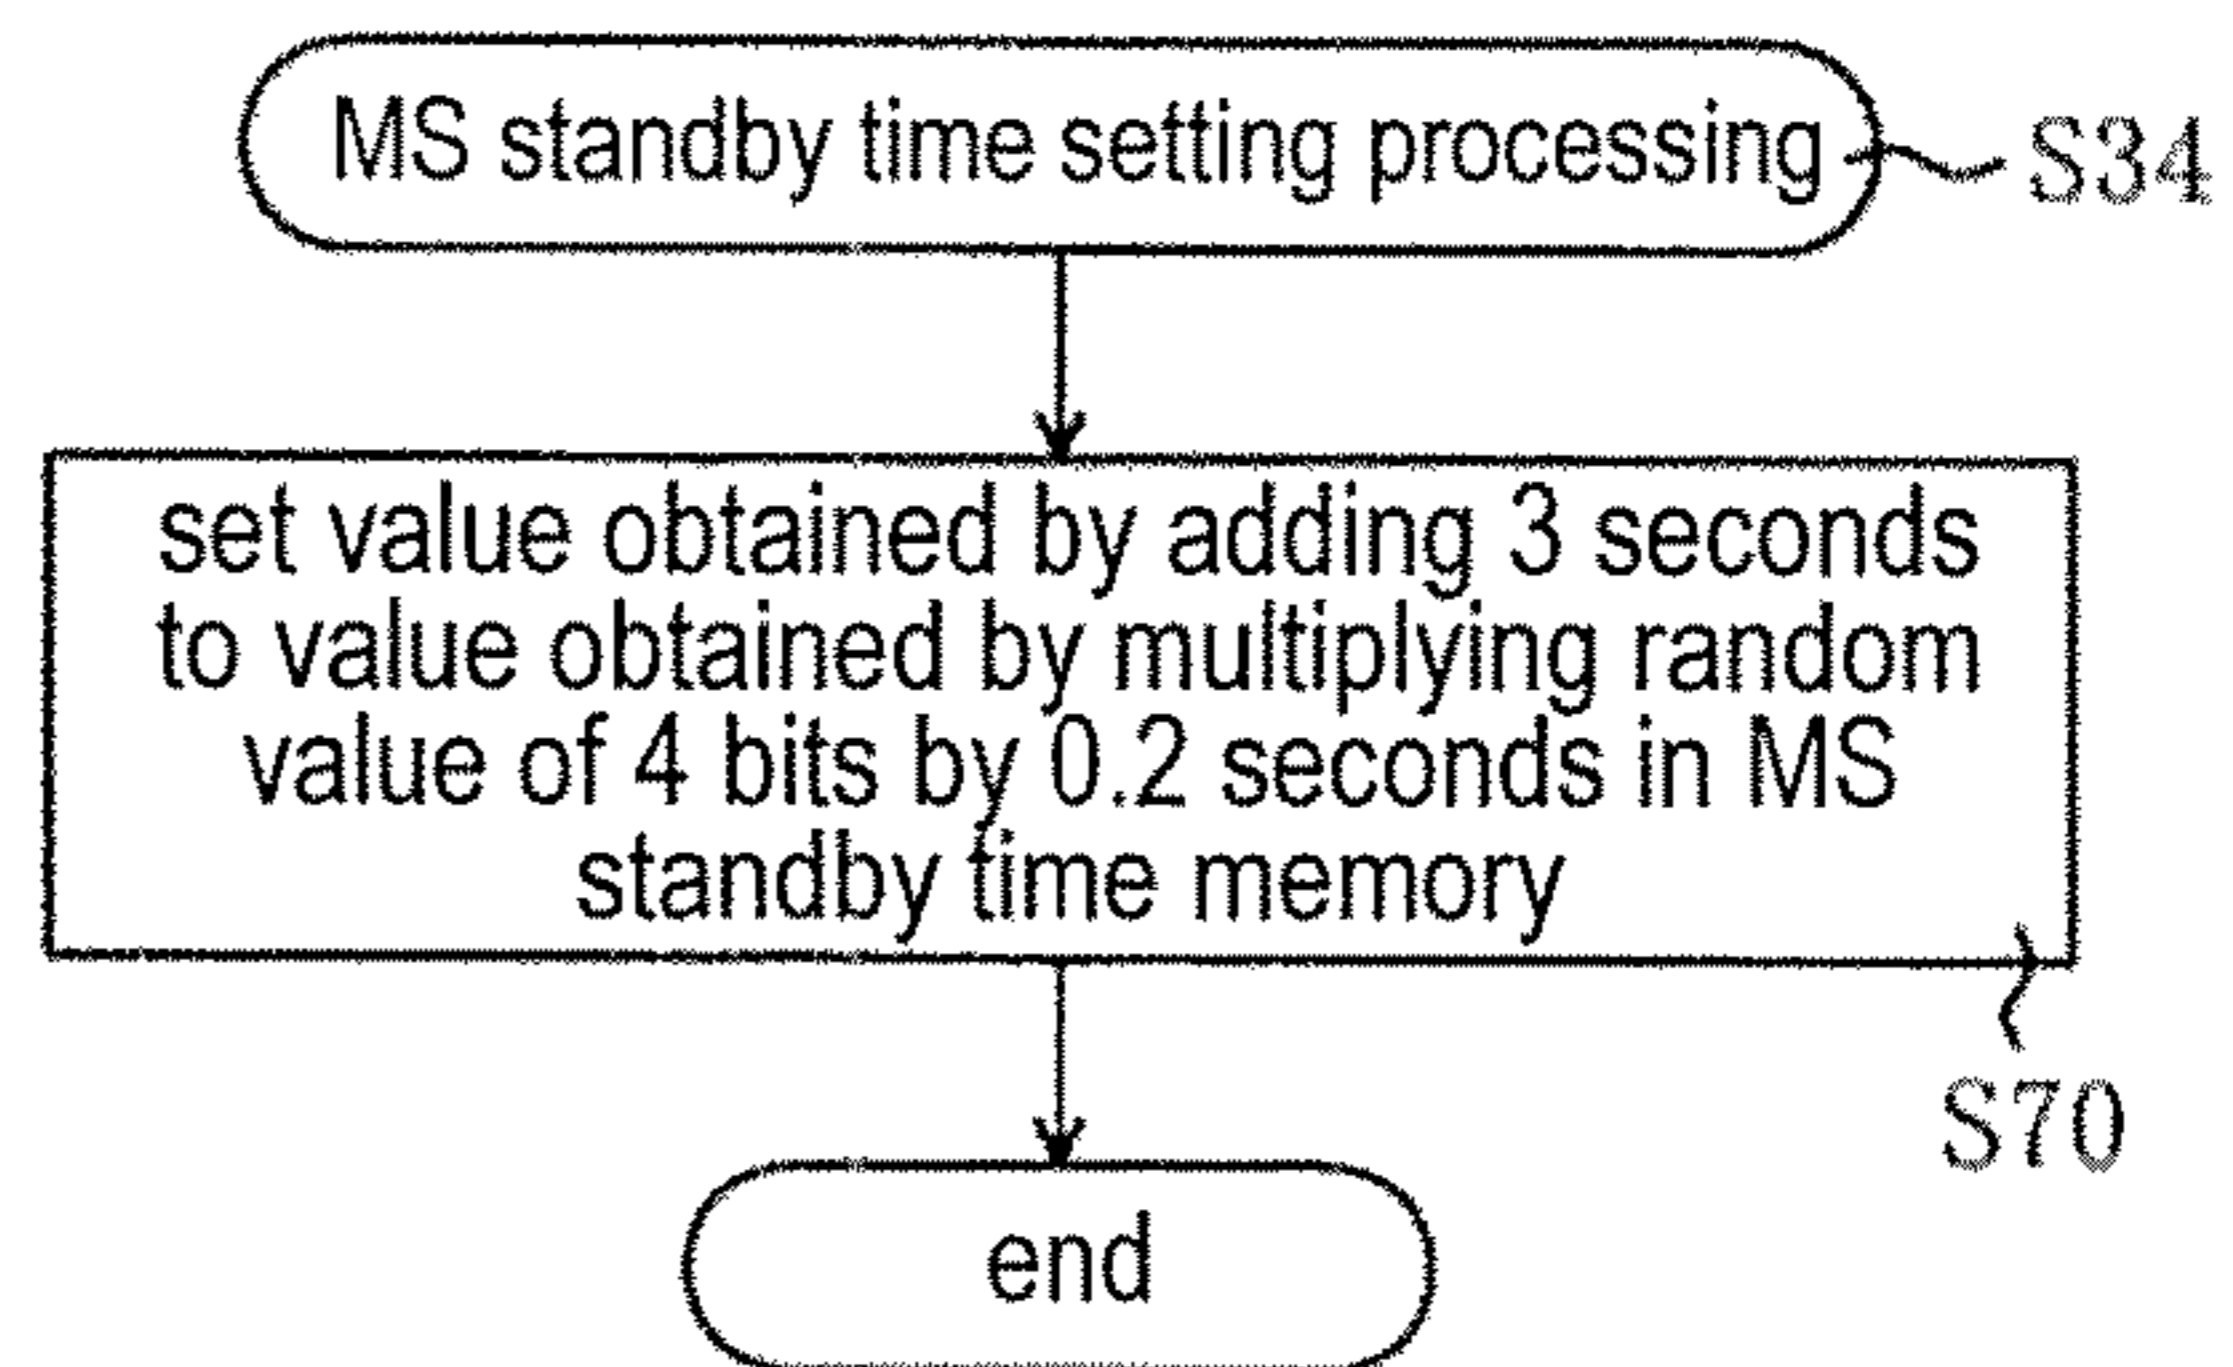 MS standby time setting processing
S34
set value obtained by adding 3 seconds
to value obtained by multiplying random
value of 4 bits by 0.2 seconds in MS
standby time memory
S70
end